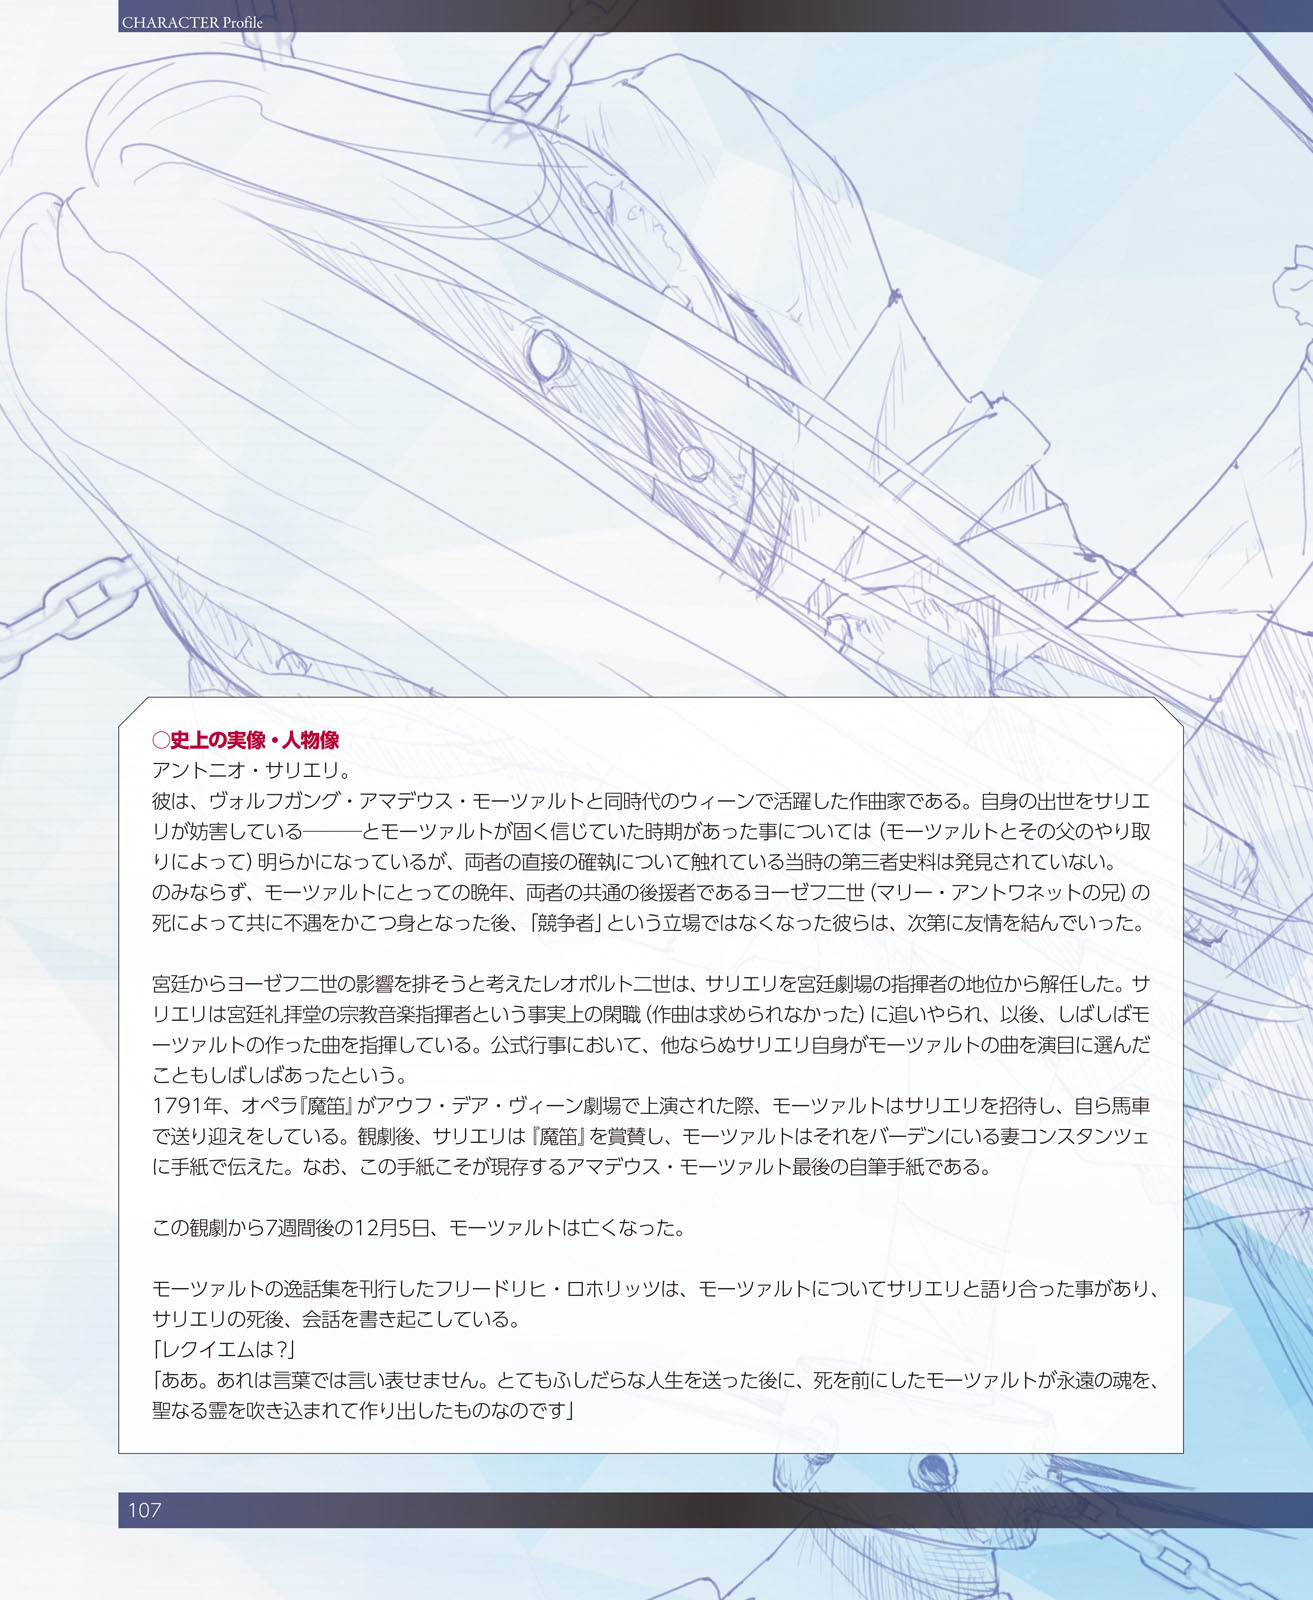 CHARACTER Profile
○史上の実像・人物像
アントニオ・サリエリ。
彼は、ヴォルフガング・アマデウス・モーツァルトと同時代のウィーンで活躍した作曲家である。自身の出世をサリエ
リが妨害している―――とモーツァルトが固く信じていた時期があった事については（モーツァルトとその父のやり取
りによって）明らかになっているが、両者の直接の確執について触れている当時の第三者史料は発見されていない。
のみならず、モーツァルトにとっての晩年、両者の共通の後援者であるヨーゼフ二世（マリー・アントワネットの兄）の
死によって共に不遇をかこつ身となった後、「競争者」という立場ではなくなった彼らは、次第に友情を結んでいった。
宮廷からヨーゼフ二世の影響を排そうと考えたレオポルト二世は、サリエリを宮廷劇場の指揮者の地位から解任した。サ
リエリは宮廷礼拝堂の宗教音楽指揮者という事実上の閑職（作曲は求められなかった）に追いやられ、以後、しばしばモ
ーツァルトの作った曲を指揮している。公式行事において、他ならぬサリエリ自身がモーツァルトの曲を演目に選んだ
こともしばしばあったという。
1791年、オペラ『魔笛』がアウフ・デア・ヴィーン劇場で上演された際、モーツァルトはサリエリを招待し、自ら馬車
で送り迎えをしている。観劇後、サリエリは『魔笛』を賞賛し、モーツァルトはそれをバーデンにいる妻コンスタンツェ
に手紙で伝えた。なお、この手紙こそが現存するアマデウス・モーツァルト最後の自筆手紙である。
この観劇から7週間後の12月5日、モーツァルトは亡くなった。
モーツァルトの逸話集を刊行したフリードリヒ・ロホリッツは、モーツァルトについてサリエリと語り合った事があり、
サリエリの死後、会話を書き起こしている。
「レクイエムは？」
「ああ。あれは言葉では言い表せません。とてもふしだらな人生を送った後に、死を前にしたモーツァルトが永遠の魂を、
聖なる霊を吹き込まれて作り出したものなのです」
107